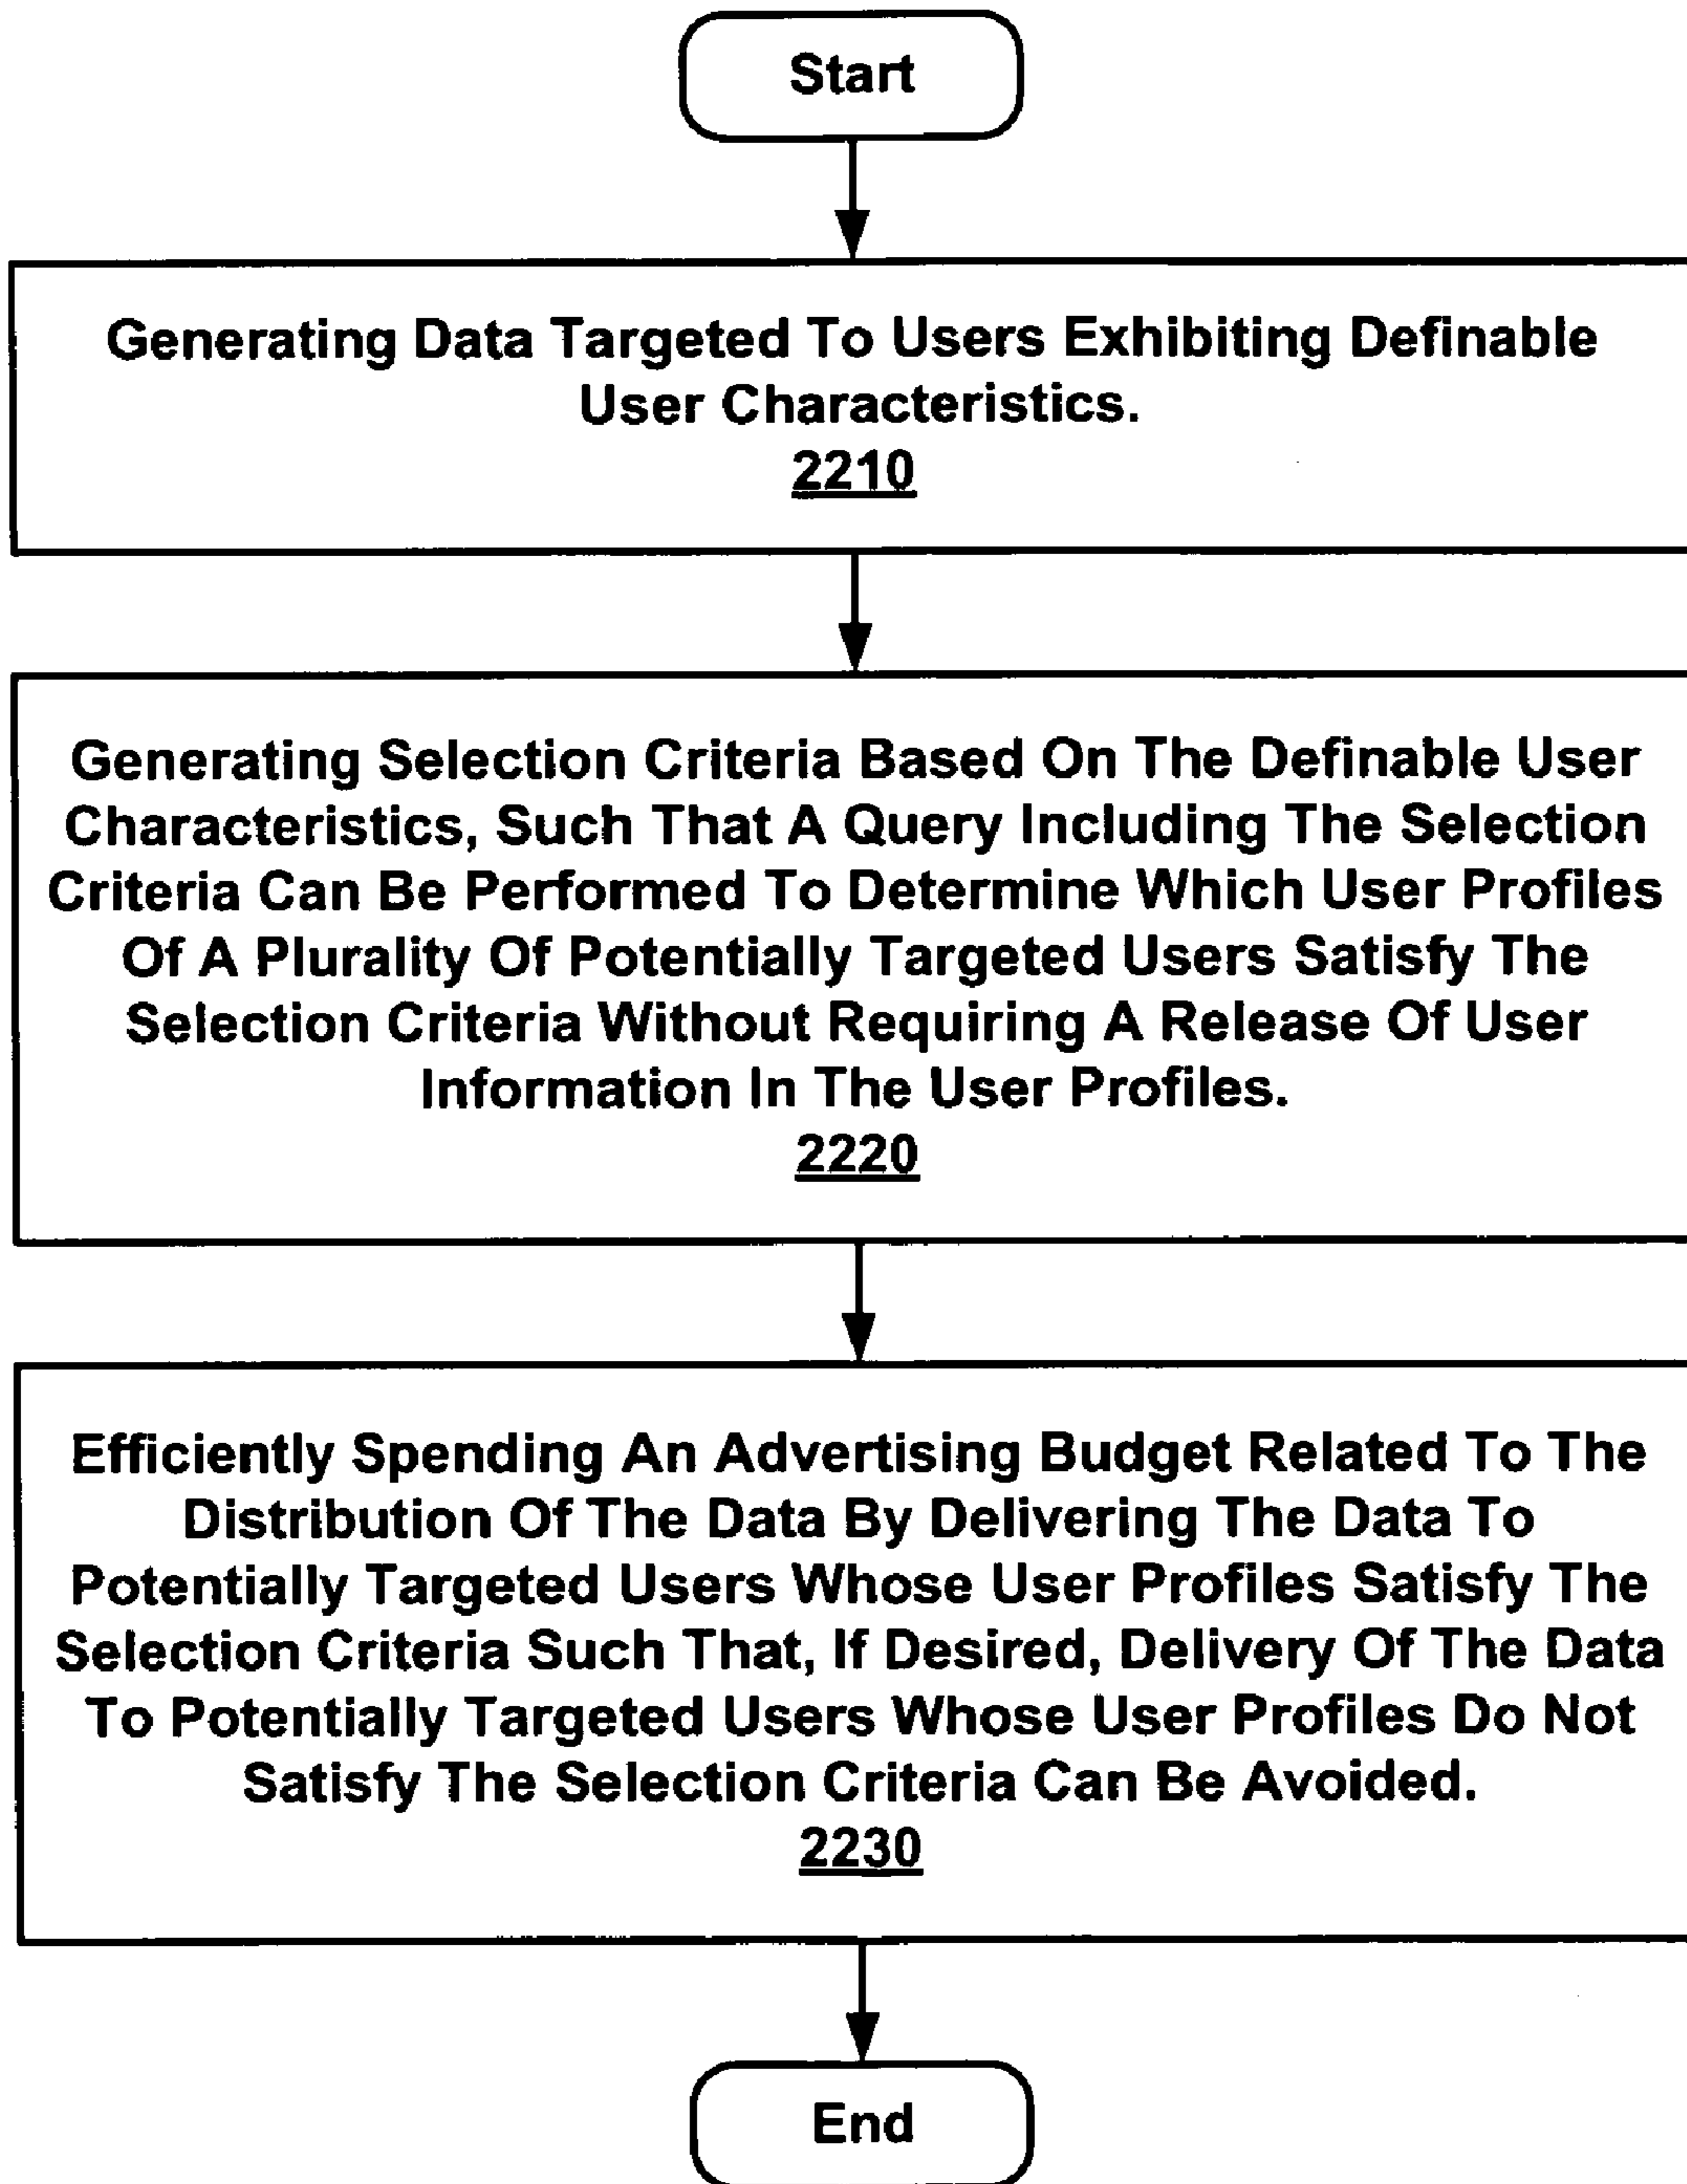 Start
Generating Data Targeted To Users Exhibiting Definable
User Characteristics.
2210
Generating Selection Criteria Based On The Definable User
Characteristics, Such That A Query Including The Selection
Criteria Can Be Performed To Determine Which User Profiles
Of A Plurality Of Potentially Targeted Users Satisfy The
Selection Criteria Without Requiring A Release Of User
Information In The User Profiles.
2220
Efficiently Spending An Advertising Budget Related To The
Distribution Of The Data By Delivering The Data To
Potentially Targeted Users Whose User Profiles Satisfy The
Selection Criteria Such That, If Desired, Delivery Of The Data
To Potentially Targeted Users Whose User Profiles Do Not
Satisfy The Selection Criteria Can Be Avoided.
2230
End